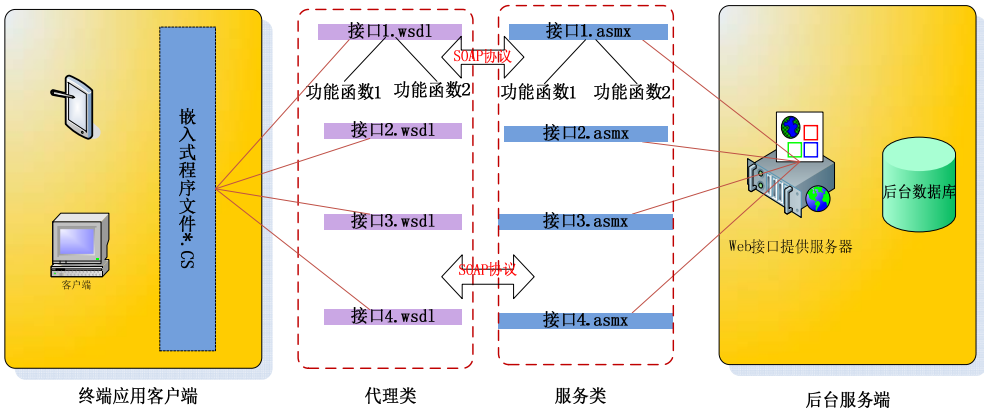 嵌入式程序文件*.CS
客户端
终端应用客户端
接口1.wsdl
功能函数1
功能函数2
接口2.wsdl
接口3.wsdl
接口4.wsdl
代理类
SOAP协议
SOAP协议
接口1.asmx
功能函数1
功能函数2
接口2.asmx
接口3.asmx
接口4.asmx
服务类
Web接口提供服务器
后台数据库
后台服务端